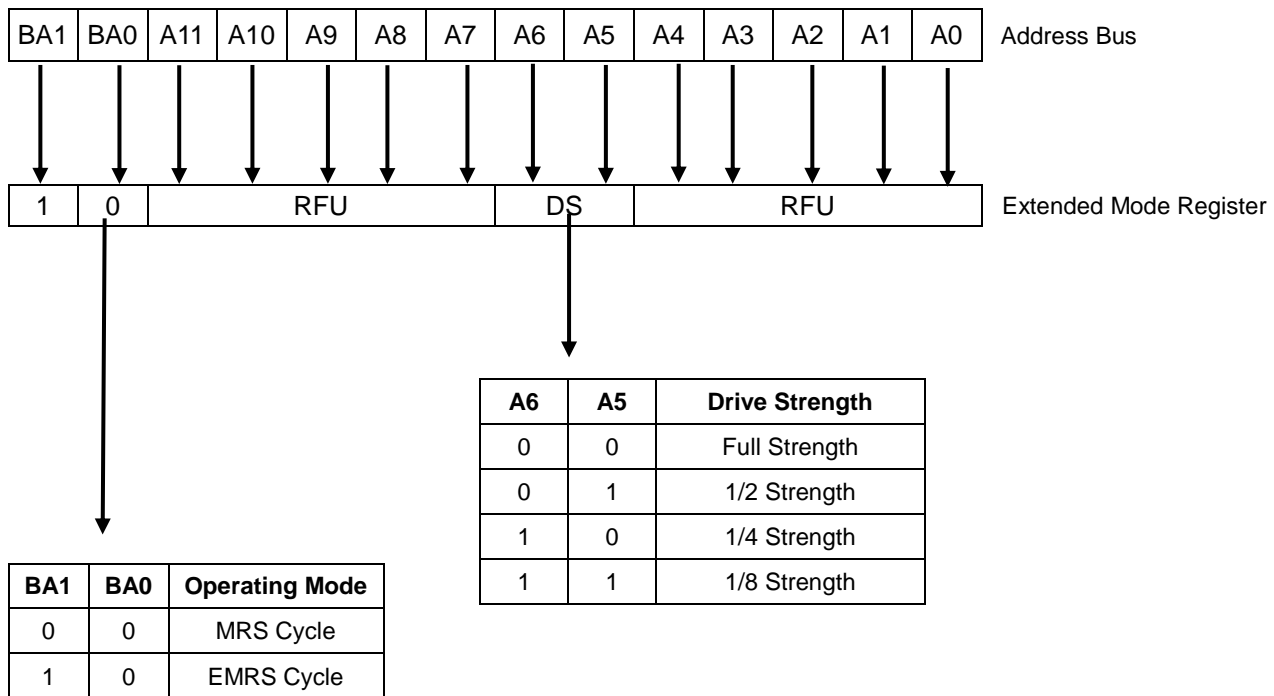 BA1 BA0 A11 A10 A9 A8 A7 A6 A5 A4 A3 A2 A1 A0 Address Bus
1 0 RFU DS RFU Extended Mode Register
A6 A5 Drive Strength
0 0 Full Strength
0 1 1/2 Strength
1 0 1/4 Strength
1 1 1/8 Strength
BA1 BA0 Operating Mode
0 0 MRS Cycle
1 0 EMRS Cycle